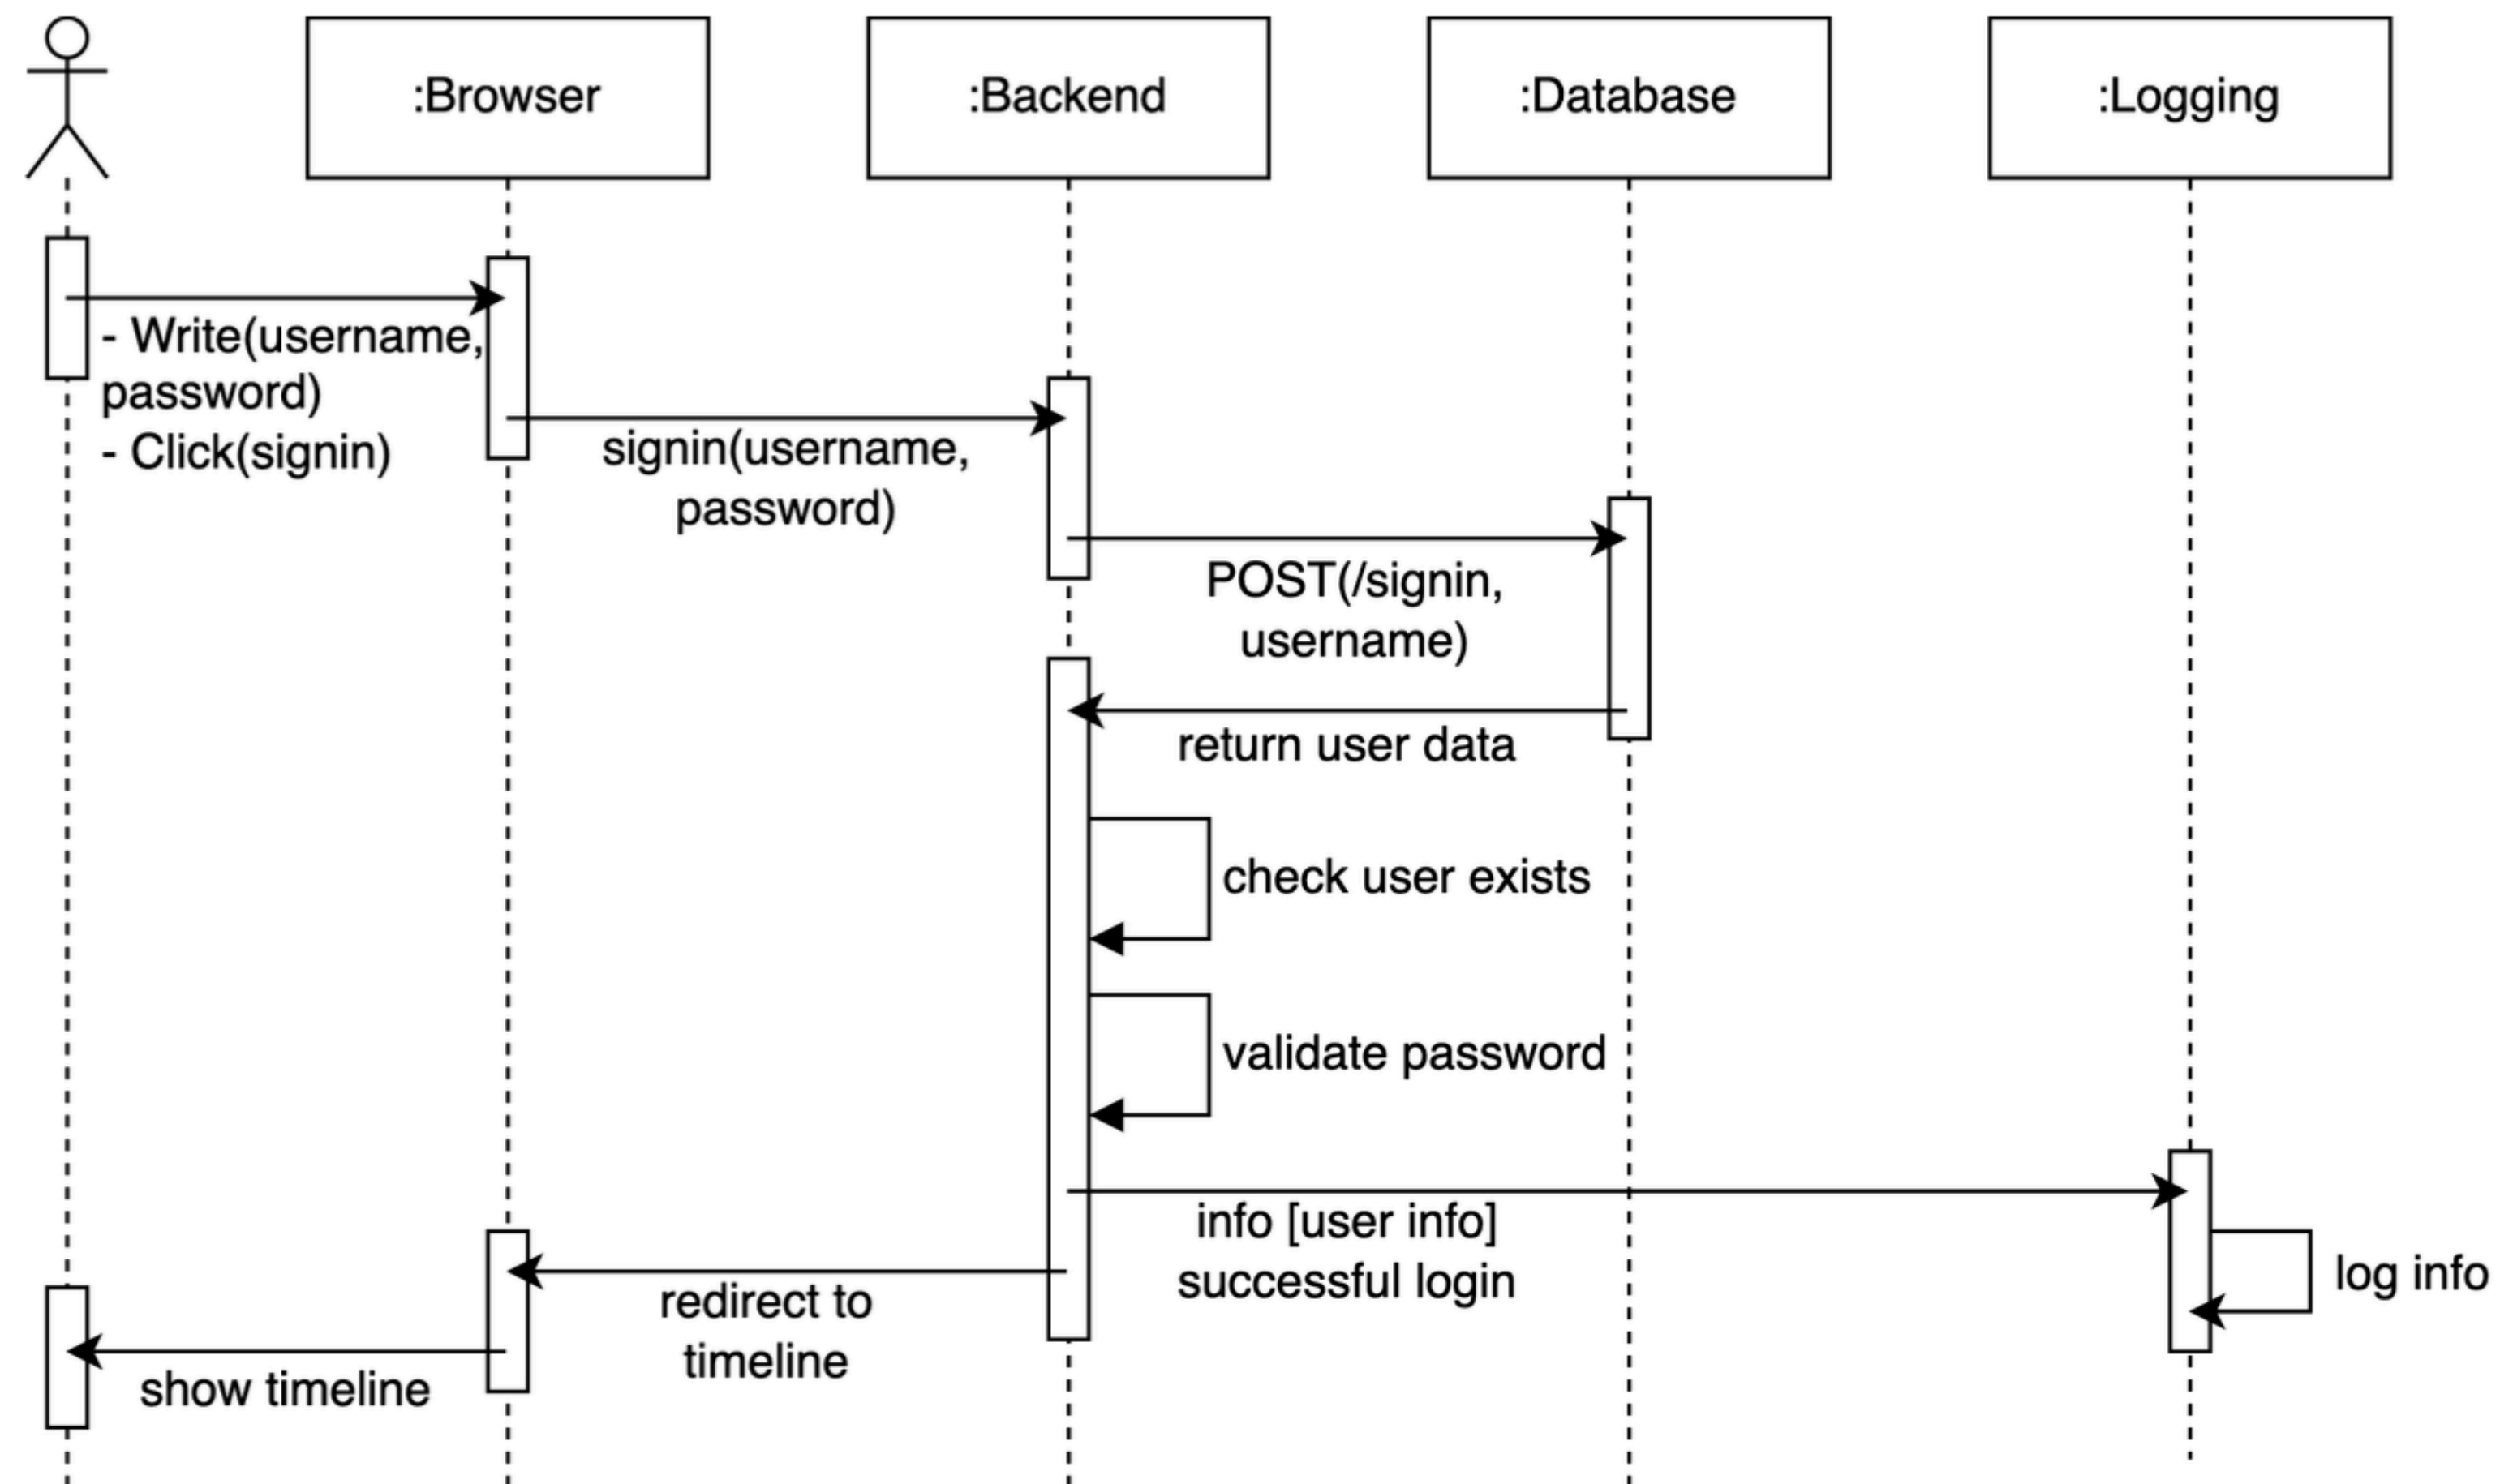 :Browser
:Backend
:Database
:Logging
- Write(username,
password)
- Click(signin)
signin(username,
password)
POST(/signin,
username)
return user data
check user exists
validate password
info [user info]
successful login
log info
redirect to
timeline
show timeline